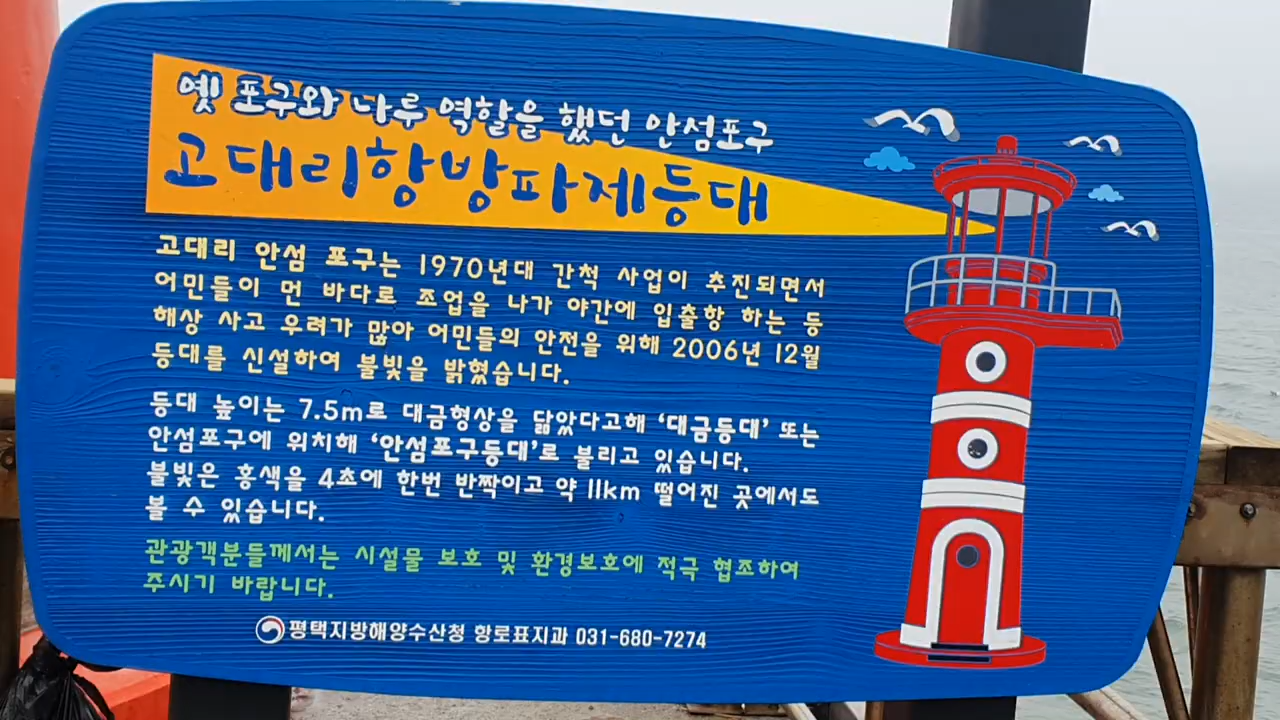 옛 포구와 나루 역할을 했던 안섬포구
고대리항방파제등대
고대리 안섬 포구는 1970년대 간척 사업이 추진되면서
어민들이 먼 바다로 조업을 나가 야간에 입출항 하는 등
해상 사고 우려가 많아 어민들의 안전을 위해 2006년 12월
등대를 신설하여 불빛을 밝혔습니다.
등대 높이는 7.5m로 대금형상을 닮았다고해 ‘대금등대’ 또는
안섬포구에 위치해 ‘안섬포구등대’로 불리고 있습니다.
불빛은 홍색을 4초에 한번 반짝이고 약 11km 떨어진 곳에서도
볼 수 있습니다.
관광객분들께서는 시설물 보호 및 환경보호에 적극 협조하여
주시기 바랍니다.
평택지방해양수산청 항로표지과 031-680-7274